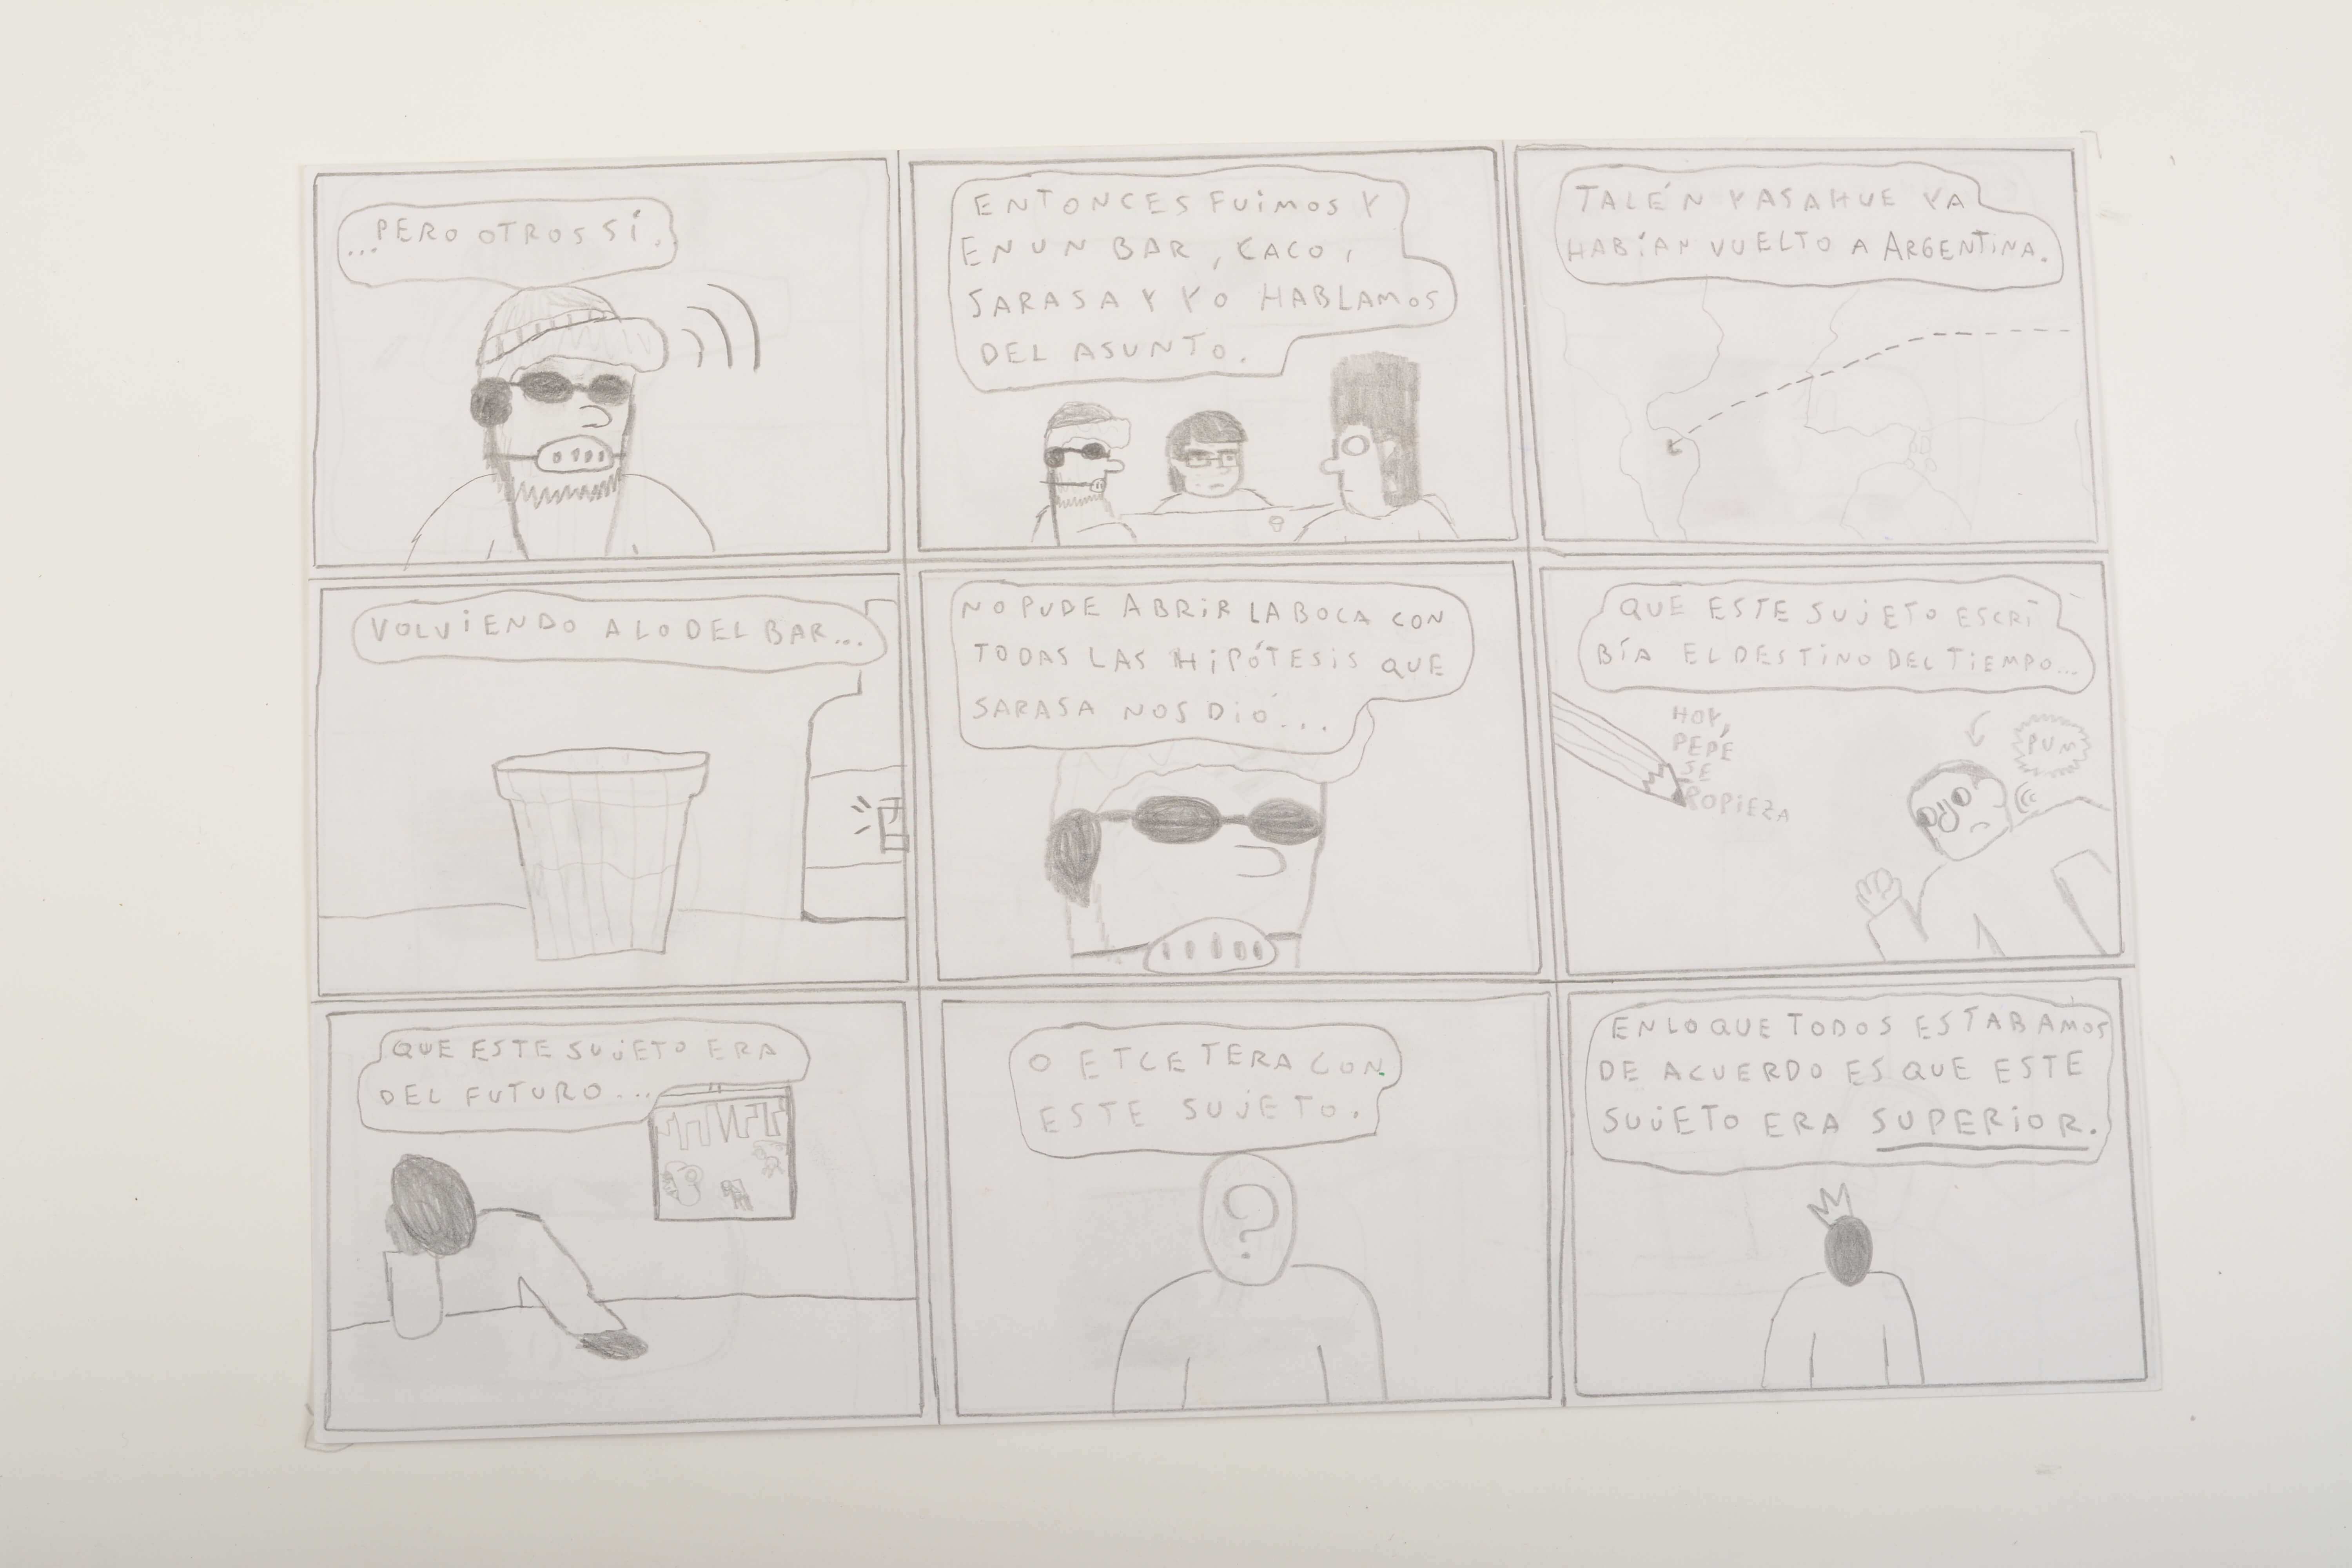 ...PERO OTROS SÍ.
ENTONCES FUIMOS Y
EN UN BAR, CACO,
SARASA Y YO HABLAMOS
DEL ASUNTO.
TALÉN YASAHUE YA
HABÍAN VUELTO A ARGENTINA.
VOLVIENDO A LO DEL BAR...
NO PUDE ABRIR LA BOCA CON
TODAS LAS HIPÓTESIS QUE
SARASA NOS DIÓ...
QUE ESTE SUJETO ESCRI
BÍA EL DESTINO DEL TIEMPO...
HOY,
PEPE
SE
TROPIEZA
PUM
QUE ESTE SUJETO ERA
DEL FUTURO...
O ETCETERA CON
ESTE SUJETO.
?
EN LO QUE TODOS ESTABAMOS
DE ACUERDO ES QUE ESTE
SUJETO ERA SUPERIOR.